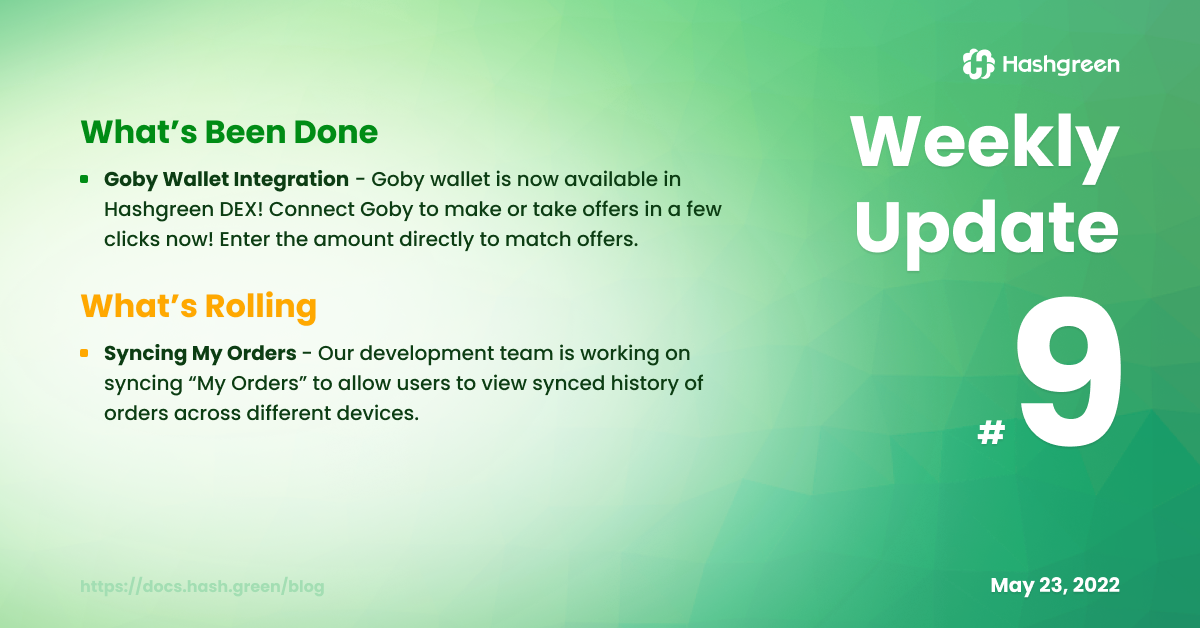 Hashgreen
Weekly
Update
#9
What’s Been Done
Goby Wallet Integration - Goby wallet is now available in
Hashgreen DEX! Connect Goby to make or take offers in a few
clicks now! Enter the amount directly to match offers.
What’s Rolling
Syncing My Orders - Our development team is working on
syncing “My Orders” to allow users to view synced history of
orders across different devices.
https://docs.hash.green/blog
May 23, 2022